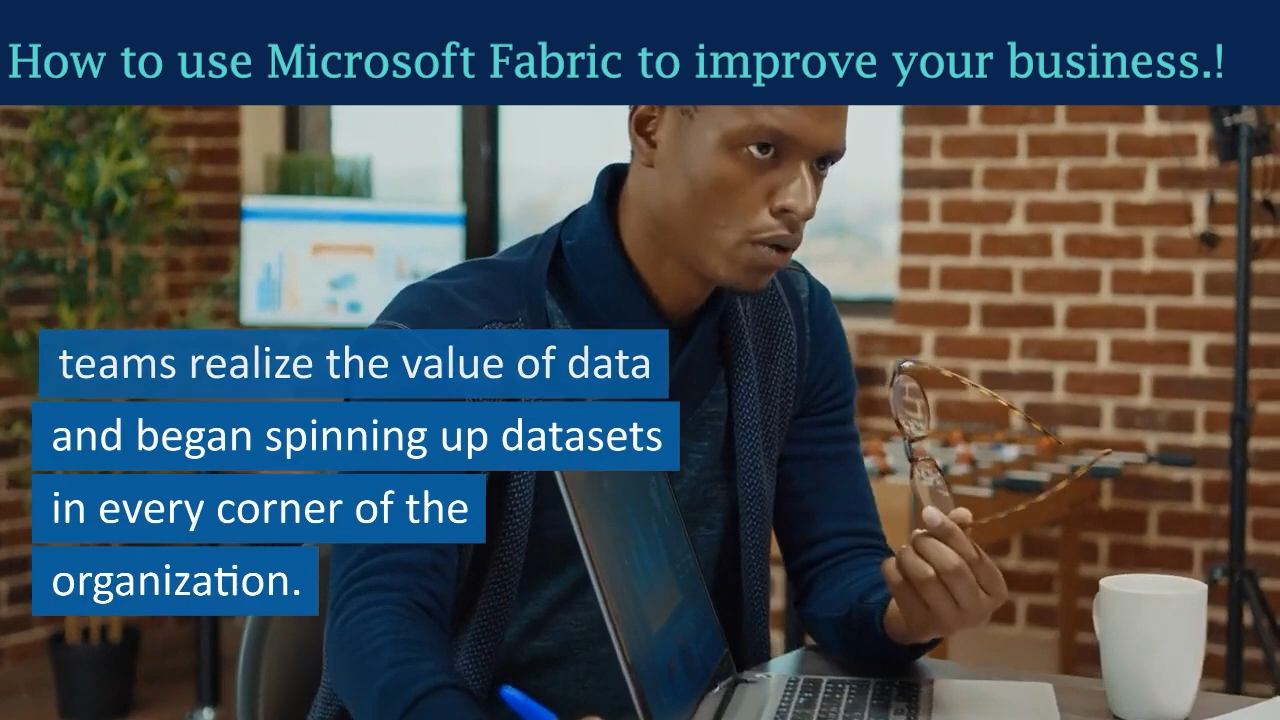 How to use Microsoft Fabric to improve your business.!
teams realize the value of data
and began spinning up datasets
in every corner of the
organization.